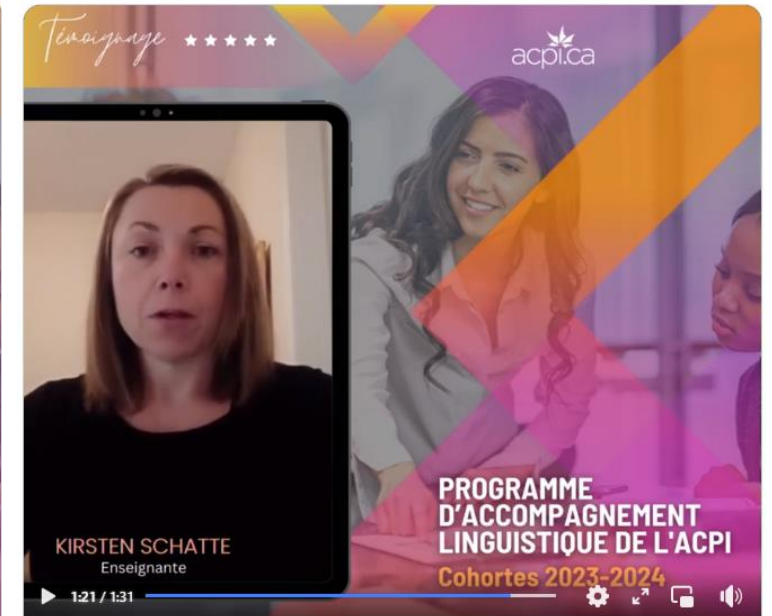 Témoignage
acpi.ca
KIRSTEN SCHATTE
Enseignante
PROGRAMME
D'ACCOMPAGNEMENT
LINGUISTIQUE DE L'ACPI
Cohortes 2023-2024
1:21 / 1:31